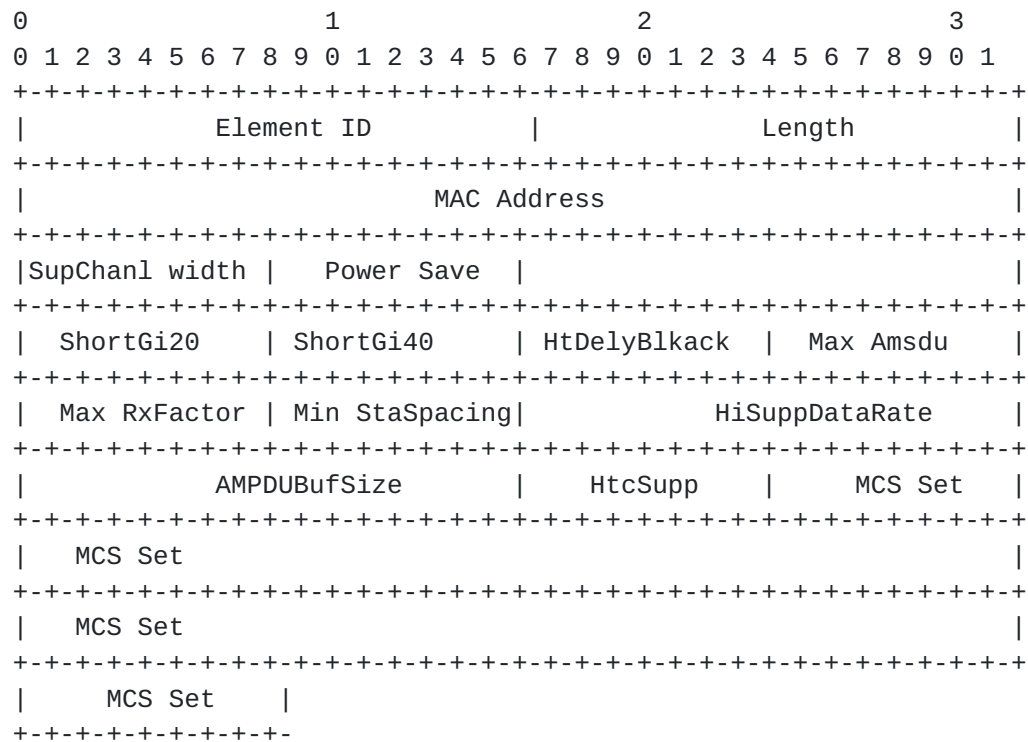 0                   1                   2                   3
0 1 2 3 4 5 6 7 8 9 0 1 2 3 4 5 6 7 8 9 0 1 2 3 4 5 6 7 8 9 0 1
+-+-+-+-+-+-+-+-+-+-+-+-+-+-+-+-+-+-+-+-+-+-+-+-+-+-+-+-+-+-+-+-+
|            Element ID          |              Length          |
+-+-+-+-+-+-+-+-+-+-+-+-+-+-+-+-+-+-+-+-+-+-+-+-+-+-+-+-+-+-+-+-+
|                          MAC Address                          |
+-+-+-+-+-+-+-+-+-+-+-+-+-+-+-+-+-+-+-+-+-+-+-+-+-+-+-+-+-+-+-+-+
|SupChanl width |   Power Save  |                               |
+-+-+-+-+-+-+-+-+-+-+-+-+-+-+-+-+-+-+-+-+-+-+-+-+-+-+-+-+-+-+-+-+
|  ShortGi20    | ShortGi40     | HtDelyBlkack  |  Max Amsdu    |
+-+-+-+-+-+-+-+-+-+-+-+-+-+-+-+-+-+-+-+-+-+-+-+-+-+-+-+-+-+-+-+-+
|  Max RxFactor | Min StaSpacing|            HiSuppDataRate     |
+-+-+-+-+-+-+-+-+-+-+-+-+-+-+-+-+-+-+-+-+-+-+-+-+-+-+-+-+-+-+-+-+
|            AMPDUBufSize       |    HtcSupp    |     MCS Set   |
+-+-+-+-+-+-+-+-+-+-+-+-+-+-+-+-+-+-+-+-+-+-+-+-+-+-+-+-+-+-+-+-+
|   MCS Set                                                     |
+-+-+-+-+-+-+-+-+-+-+-+-+-+-+-+-+-+-+-+-+-+-+-+-+-+-+-+-+-+-+-+-+
|   MCS Set                                                     |
+-+-+-+-+-+-+-+-+-+-+-+-+-+-+-+-+-+-+-+-+-+-+-+-+-+-+-+-+-+-+-+-+
|     MCS Set    |
+-+-+-+-+-+-+-+-+-